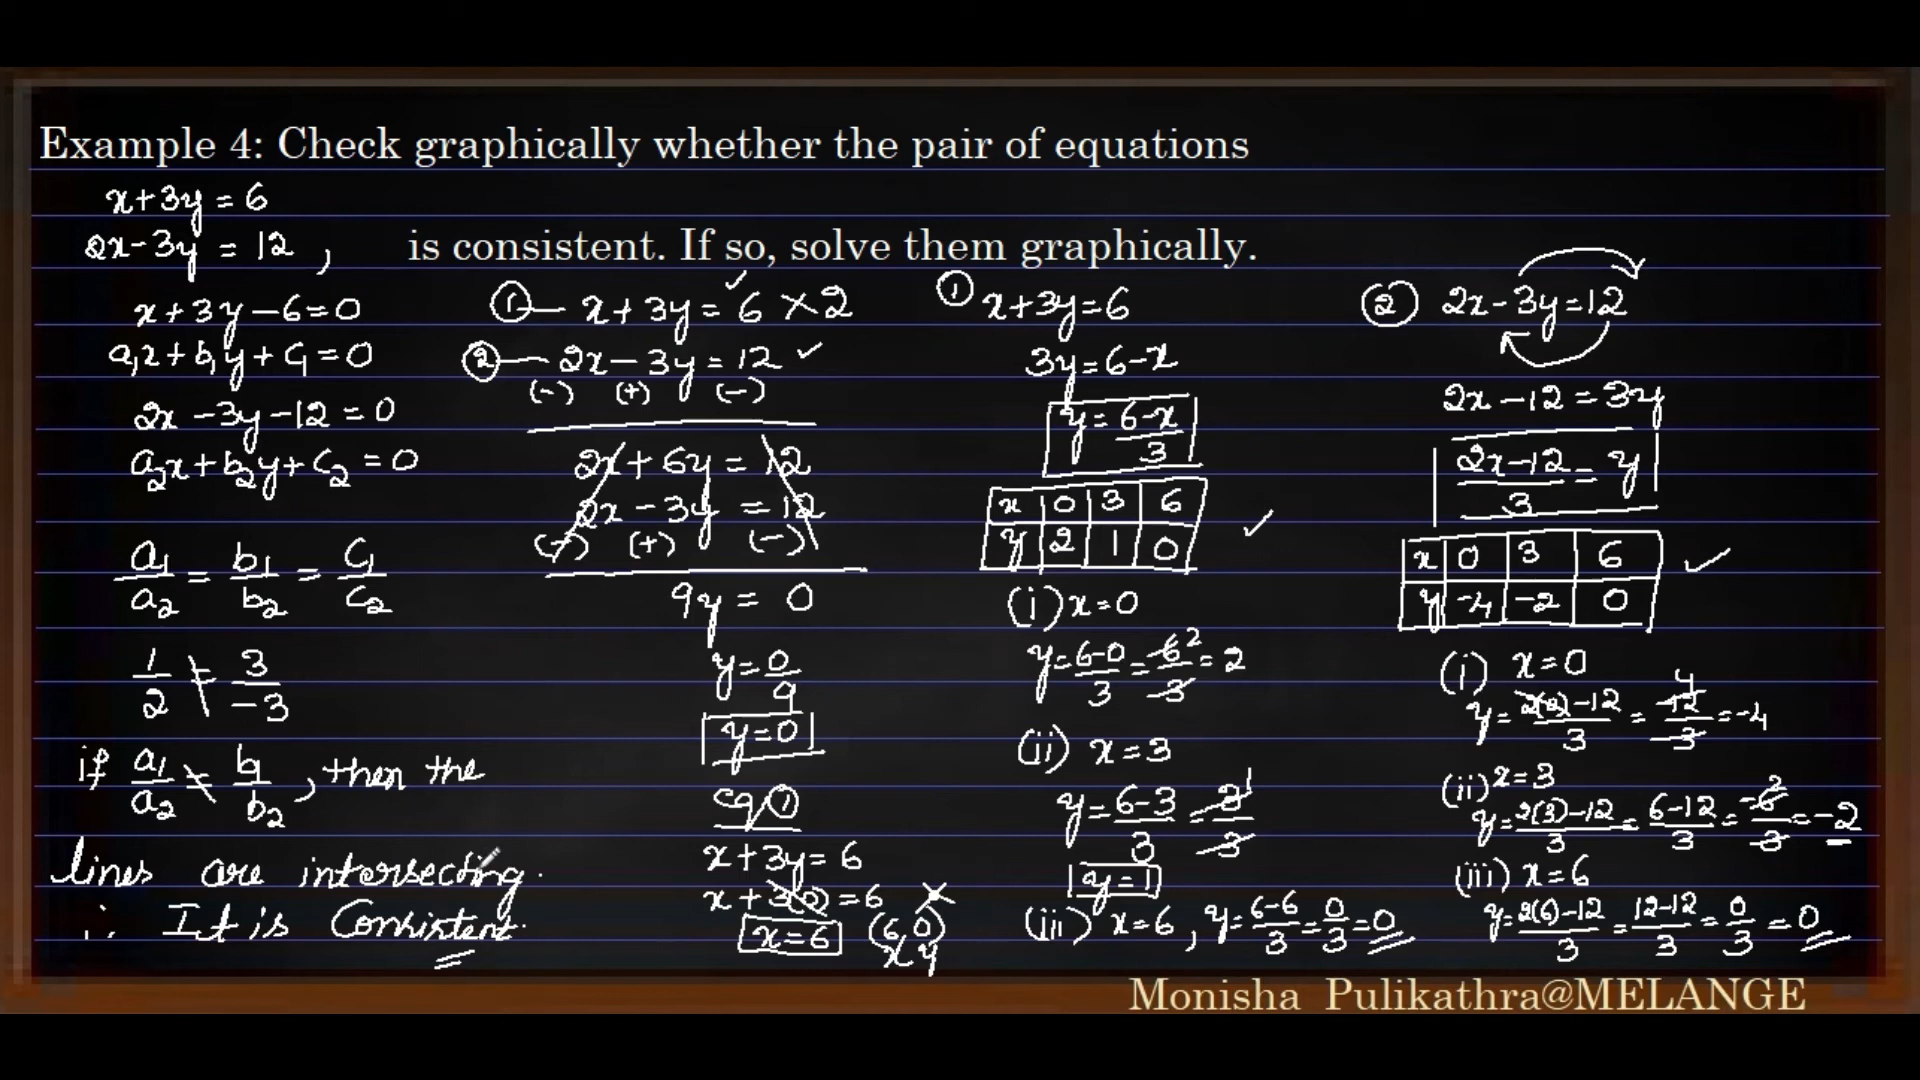 Example 4: Check graphically whether the pair of equations
x+3y = 6
2x-3y = 12 , is consistent. If so, solve them graphically.
x+3y-6=0
a₁x+b₁y+C₁=0
2x-3y-12=0
a₂x+b₂y+C₂=0
a₁/a₂ = b₁/b₂ = C₁/C₂
1/2 ≠ 3/-3
if a₁/a₂ ≠ b₁/b₂, then the
lines are intersecting.
∴ It is Consistent.
① — x+3y = 6 ×2
② — 2x-3y = 12 ✓
(-) (+) (-)
2x+6y = 12
2x-3y = 12
(-) (+) (-)
9y = 0
y = 0/9
y=0
eq ①
x+3y=6
x+3(0)=6
x=6
(6,0)
x y
① x+3y=6
3y=6-x
y=6-x/3
x 0 3 6
y 2 1 0 ✓
(i) x=0
y=6-0/3=6/3=2
(ii) x=3
y=6-3/3=3/3
y=1
(iii) x=6, y=6-6/3=0/3=0
② 2x-3y=12
2x-12=3y
2x-12/3=y
x 0 3 6
y -4 -2 0 ✓
(i) x=0
y=2(0)-12/3=-12/3=-4
(ii) x=3
y=2(3)-12/3=6-12/3=-6/3=-2
(iii) x=6
y=2(6)-12/3=12-12/3=0/3=0
Monisha Pulikathra@MELANGE